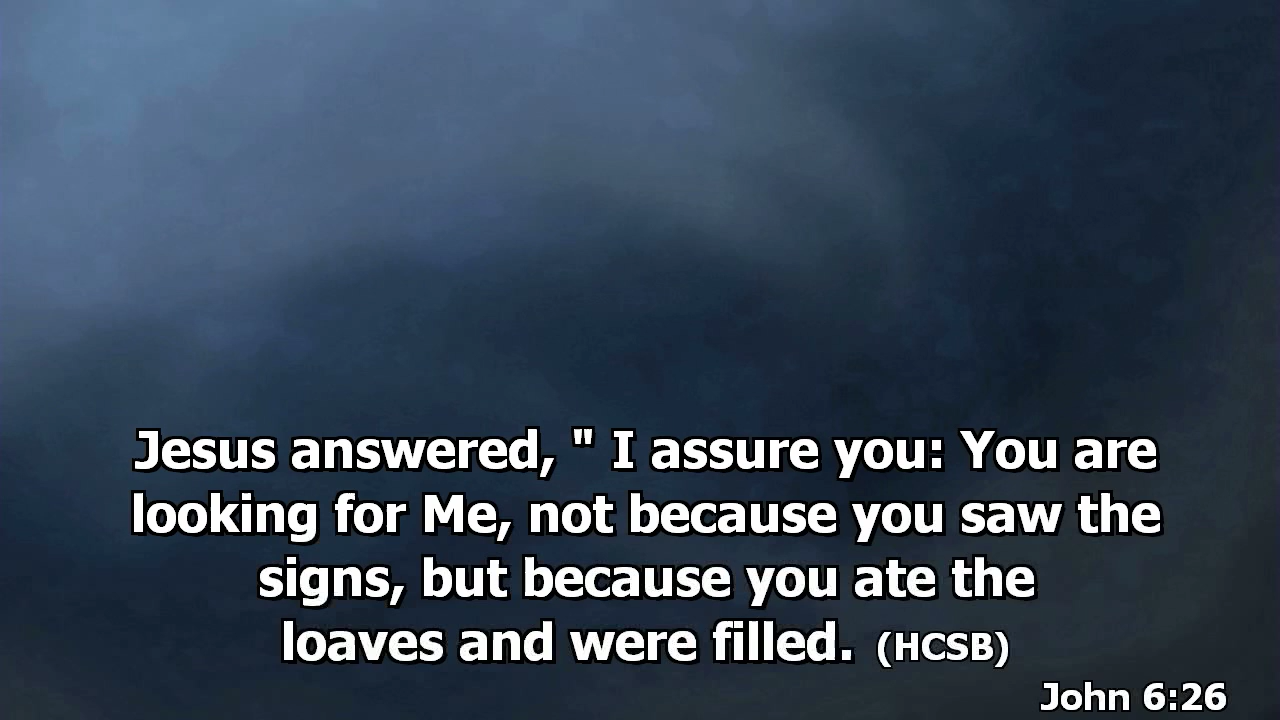 Jesus answered, " I assure you: You are
looking for Me, not because you saw the
signs, but because you ate the
loaves and were filled. (HCSB)
John 6:26